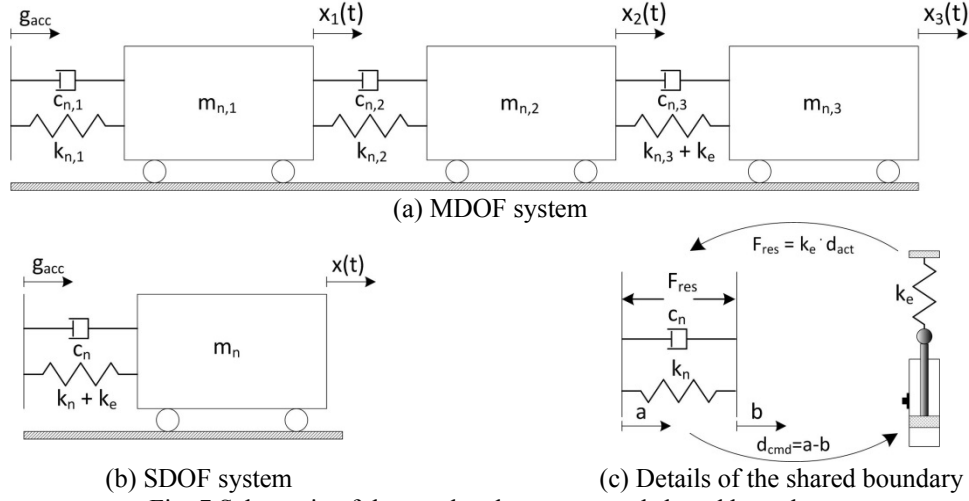 g_acc x_1(t) x_2(t) x_3(t)
c_n,1 c_n,2 c_n,3
m_n,1 m_n,2 m_n,3
k_n,1 k_n,2 k_n,3 + k_e
(a) MDOF system
g_acc x(t)
c_n
m_n
k_n + k_e
(b) SDOF system
F_res = k_e · d_act
F_res
c_n
k_n
k_e
a b
d_cmd=a-b
(c) Details of the shared boundary